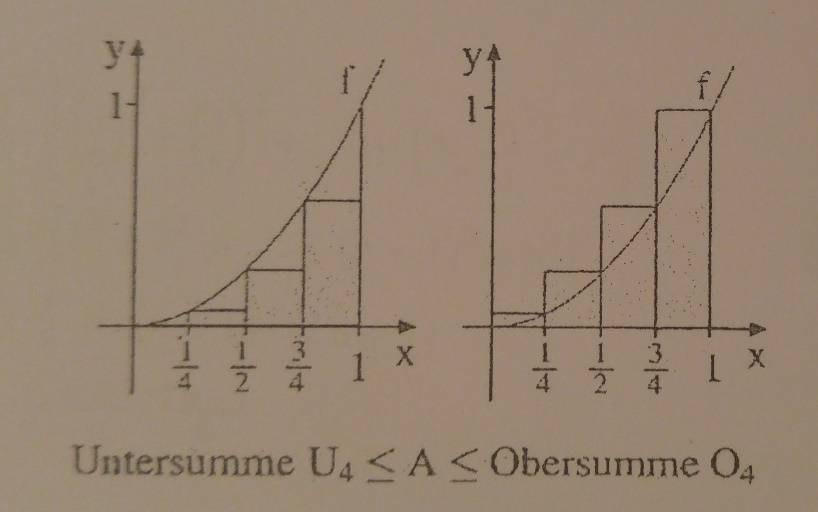 y y
f f
1 1
1/4 1/2 3/4 1 x 1/4 1/2 3/4 1 x
Untersumme U₄ ≤ A ≤ Obersumme O₄